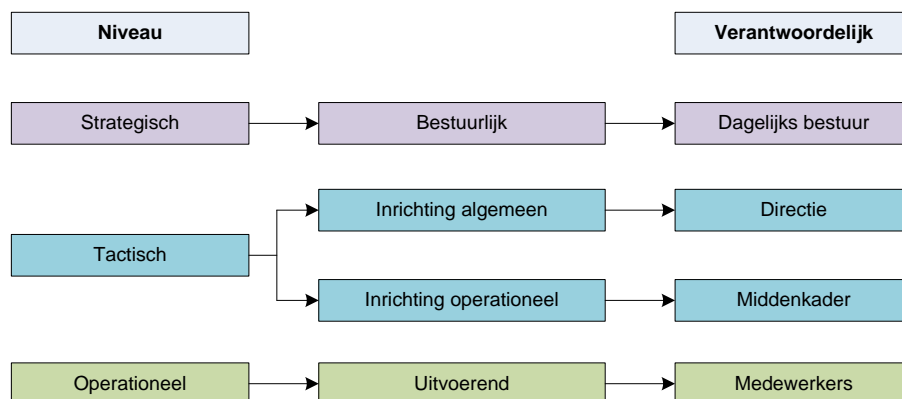 Niveau
Verantwoordelijk
Strategisch
Bestuurlijk
Dagelijks bestuur
Inrichting algemeen
Directie
Tactisch
Inrichting operationeel
Middenkader
Operationeel
Uitvoerend
Medewerkers